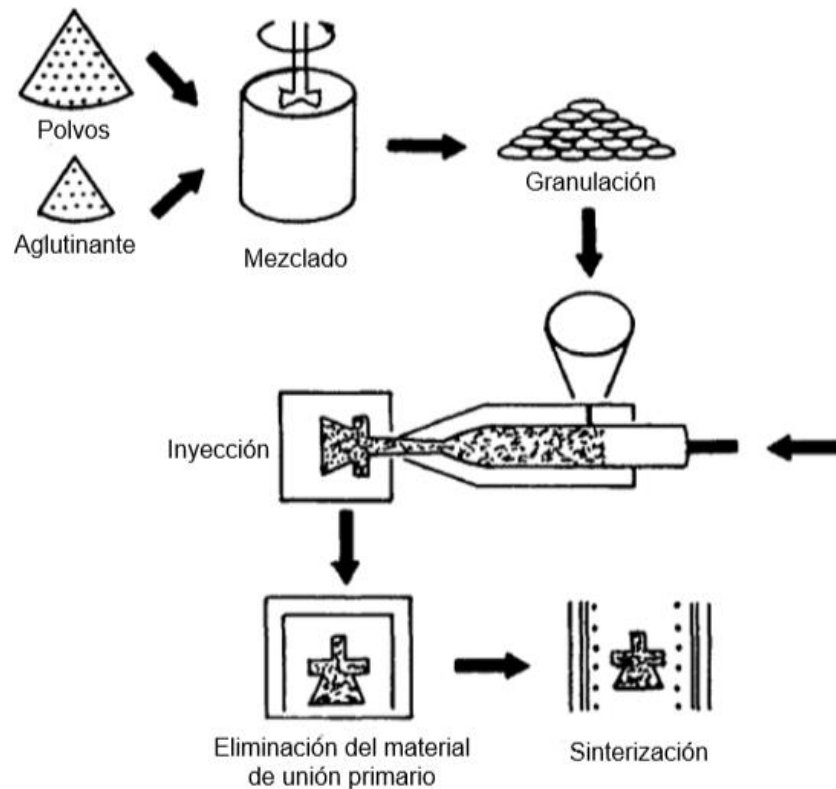 Polvos
Aglutinante
Mezclado
Granulación
Inyección
Eliminación del material
de unión primario
Sinterización